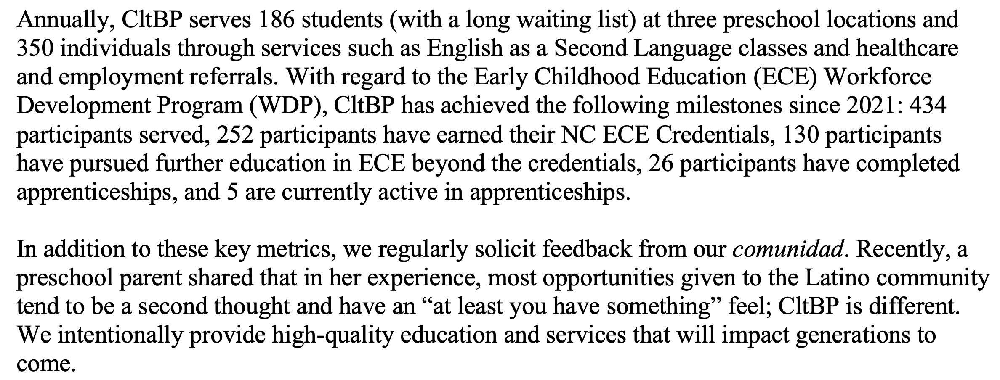 Annually, CltBP serves 186 students (with a long waiting list) at three preschool locations and
350 individuals through services such as English as a Second Language classes and healthcare
and employment referrals. With regard to the Early Childhood Education (ECE) Workforce
Development Program (WDP), CltBP has achieved the following milestones since 2021: 434
participants served, 252 participants have earned their NC ECE Credentials, 130 participants
have pursued further education in ECE beyond the credentials, 26 participants have completed
apprenticeships, and 5 are currently active in apprenticeships.
In addition to these key metrics, we regularly solicit feedback from our comunidad. Recently, a
preschool parent shared that in her experience, most opportunities given to the Latino community
tend to be a second thought and have an “at least you have something” feel; CltBP is different.
We intentionally provide high-quality education and services that will impact generations to
come.